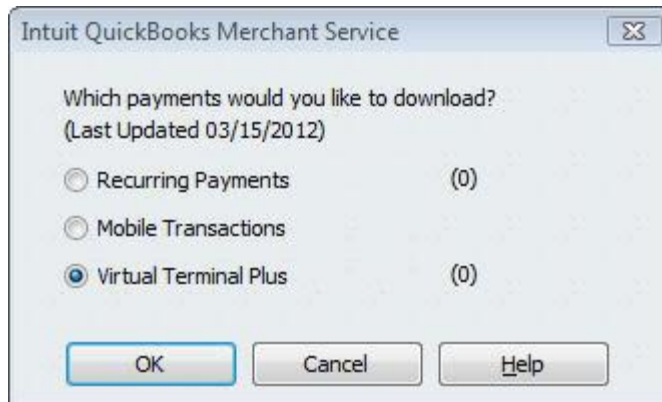 Intuit QuickBooks Merchant Service
Which payments would you like to download?
(Last Updated 03/15/2012)
Recurring Payments (0)
Mobile Transactions
Virtual Terminal Plus (0)
OK Cancel Help